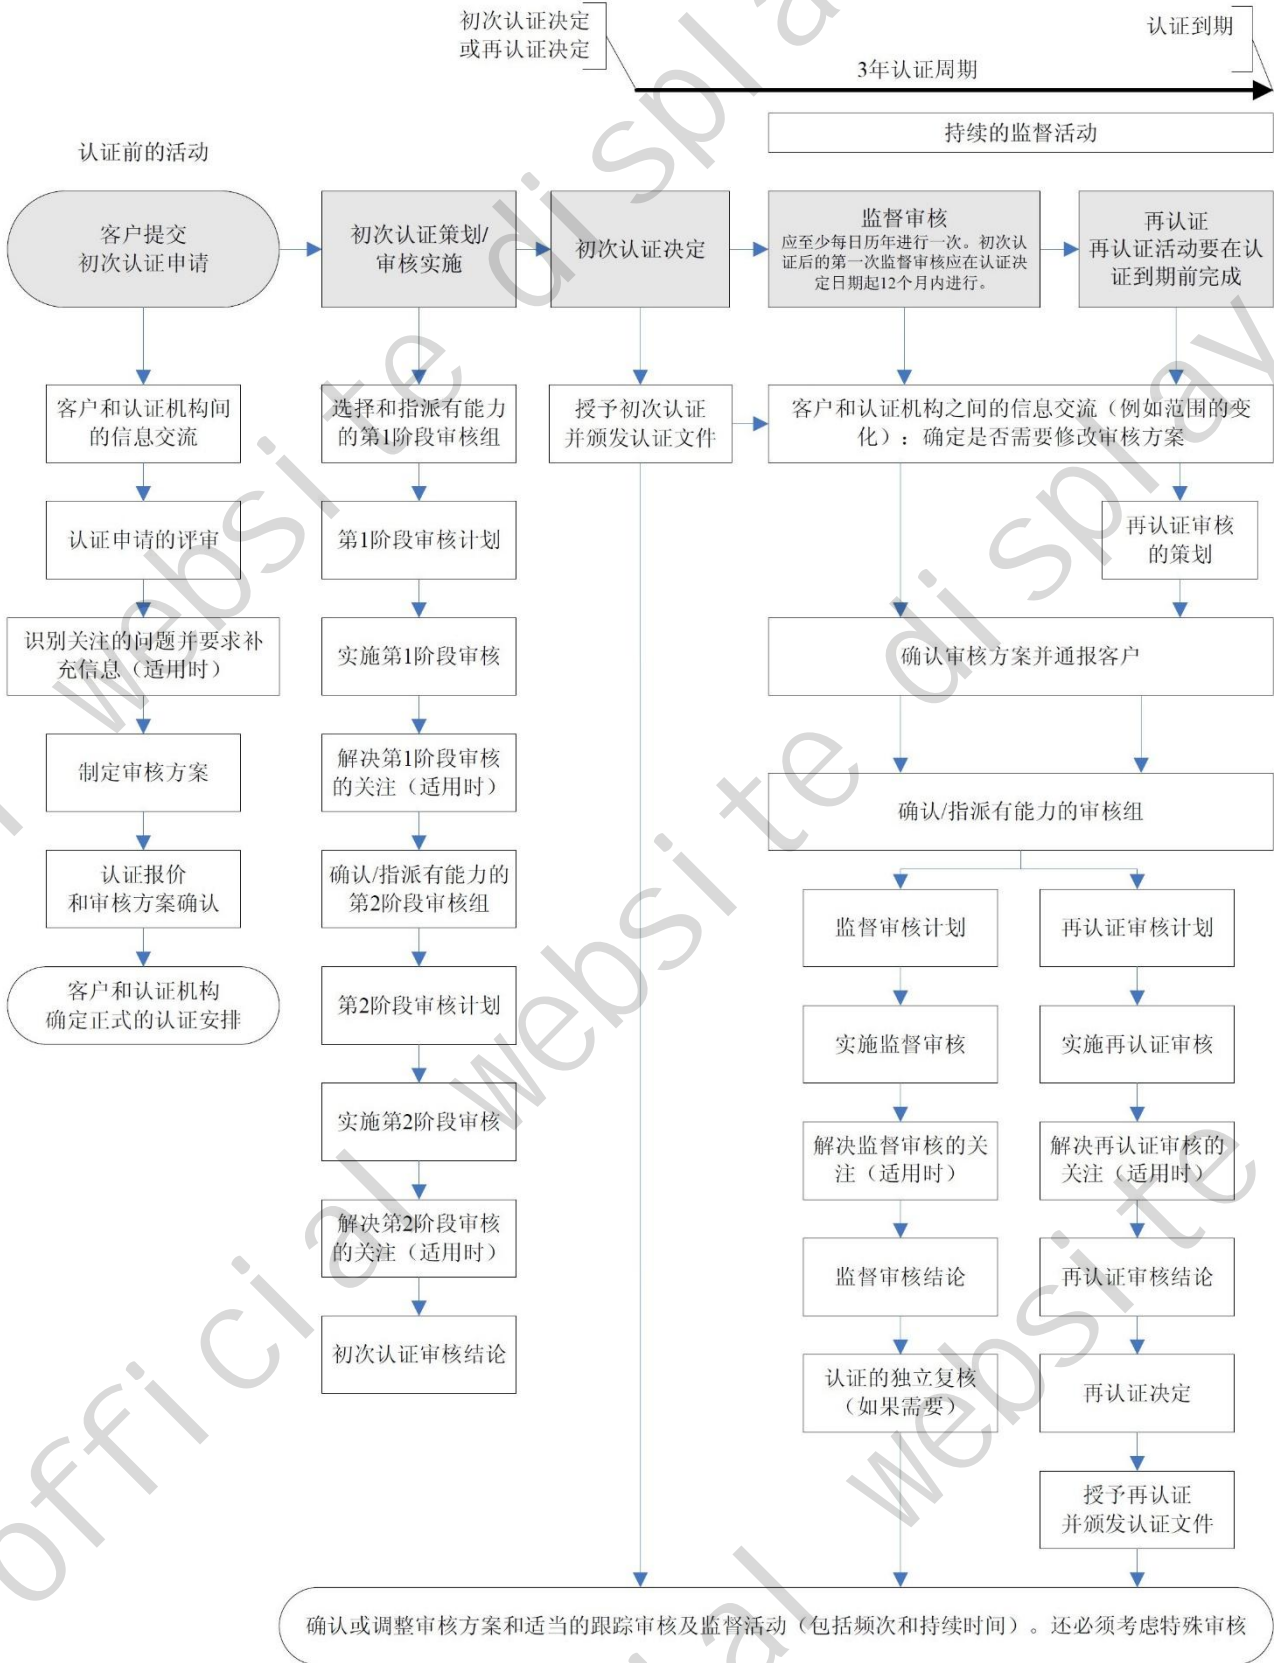 初次认证决定
或再认证决定
认证到期
3年认证周期
持续的监督活动
认证前的活动
客户提交
初次认证申请
初次认证策划/
审核实施
初次认证决定
监督审核
应至少每日历年进行一次。初次认
证后的第一次监督审核应在认证决
定日期起12个月内进行。
再认证
再认证活动要在认
证到期前完成
客户和认证机构间
的信息交流
选择和指派有能力
的第1阶段审核组
授予初次认证
并颁发认证文件
客户和认证机构之间的信息交流（例如范围的变
化）：确定是否需要修改审核方案
认证申请的评审
第1阶段审核计划
再认证审核
的策划
识别关注的问题并要求补
充信息（适用时）
实施第1阶段审核
确认审核方案并通报客户
制定审核方案
解决第1阶段审核
的关注（适用时）
确认/指派有能力的审核组
认证报价
和审核方案确认
确认/指派有能力的
第2阶段审核组
监督审核计划
再认证审核计划
客户和认证机构
确定正式的认证安排
第2阶段审核计划
实施监督审核
实施再认证审核
实施第2阶段审核
解决监督审核的关
注（适用时）
解决再认证审核的
关注（适用时）
解决第2阶段审核
的关注（适用时）
监督审核结论
再认证审核结论
初次认证审核结论
认证的独立复核
（如果需要）
再认证决定
授予再认证
并颁发认证文件
确认或调整审核方案和适当的跟踪审核及监督活动（包括频次和持续时间）。还必须考虑特殊审核
website display
official website display
website